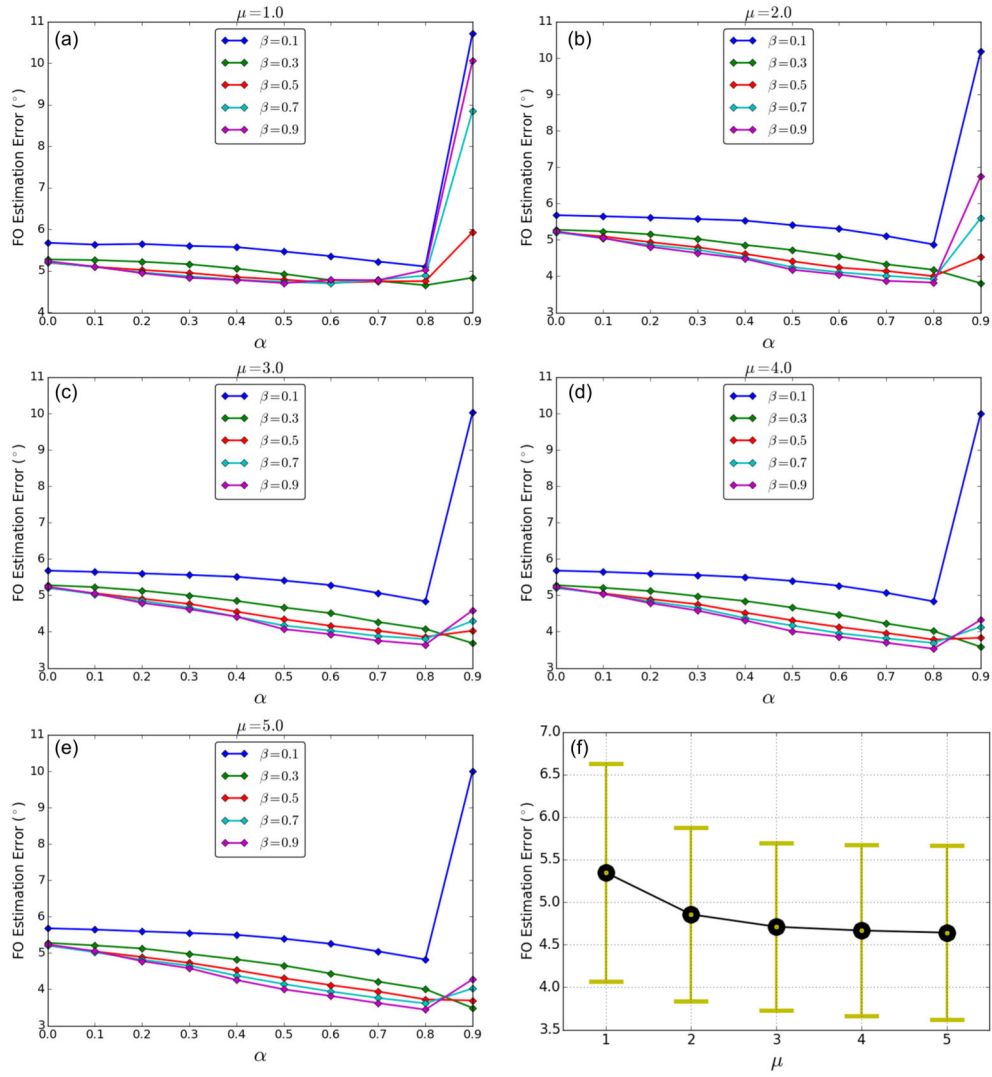 μ=1.0
(a)
FO Estimation Error (°)
11
10
9
8
7
6
5
4
β=0.1
β=0.3
β=0.5
β=0.7
β=0.9
0.0 0.1 0.2 0.3 0.4 0.5 0.6 0.7 0.8 0.9
α
μ=2.0
(b)
FO Estimation Error (°)
11
10
9
8
7
6
5
4
3
β=0.1
β=0.3
β=0.5
β=0.7
β=0.9
0.0 0.1 0.2 0.3 0.4 0.5 0.6 0.7 0.8 0.9
α
μ=3.0
(c)
FO Estimation Error (°)
11
10
9
8
7
6
5
4
3
β=0.1
β=0.3
β=0.5
β=0.7
β=0.9
0.0 0.1 0.2 0.3 0.4 0.5 0.6 0.7 0.8 0.9
α
μ=4.0
(d)
FO Estimation Error (°)
11
10
9
8
7
6
5
4
3
β=0.1
β=0.3
β=0.5
β=0.7
β=0.9
0.0 0.1 0.2 0.3 0.4 0.5 0.6 0.7 0.8 0.9
α
μ=5.0
(e)
FO Estimation Error (°)
11
10
9
8
7
6
5
4
3
β=0.1
β=0.3
β=0.5
β=0.7
β=0.9
0.0 0.1 0.2 0.3 0.4 0.5 0.6 0.7 0.8 0.9
α
(f)
FO Estimation Error (°)
7.0
6.5
6.0
5.5
5.0
4.5
4.0
3.5
1 2 3 4 5
μ